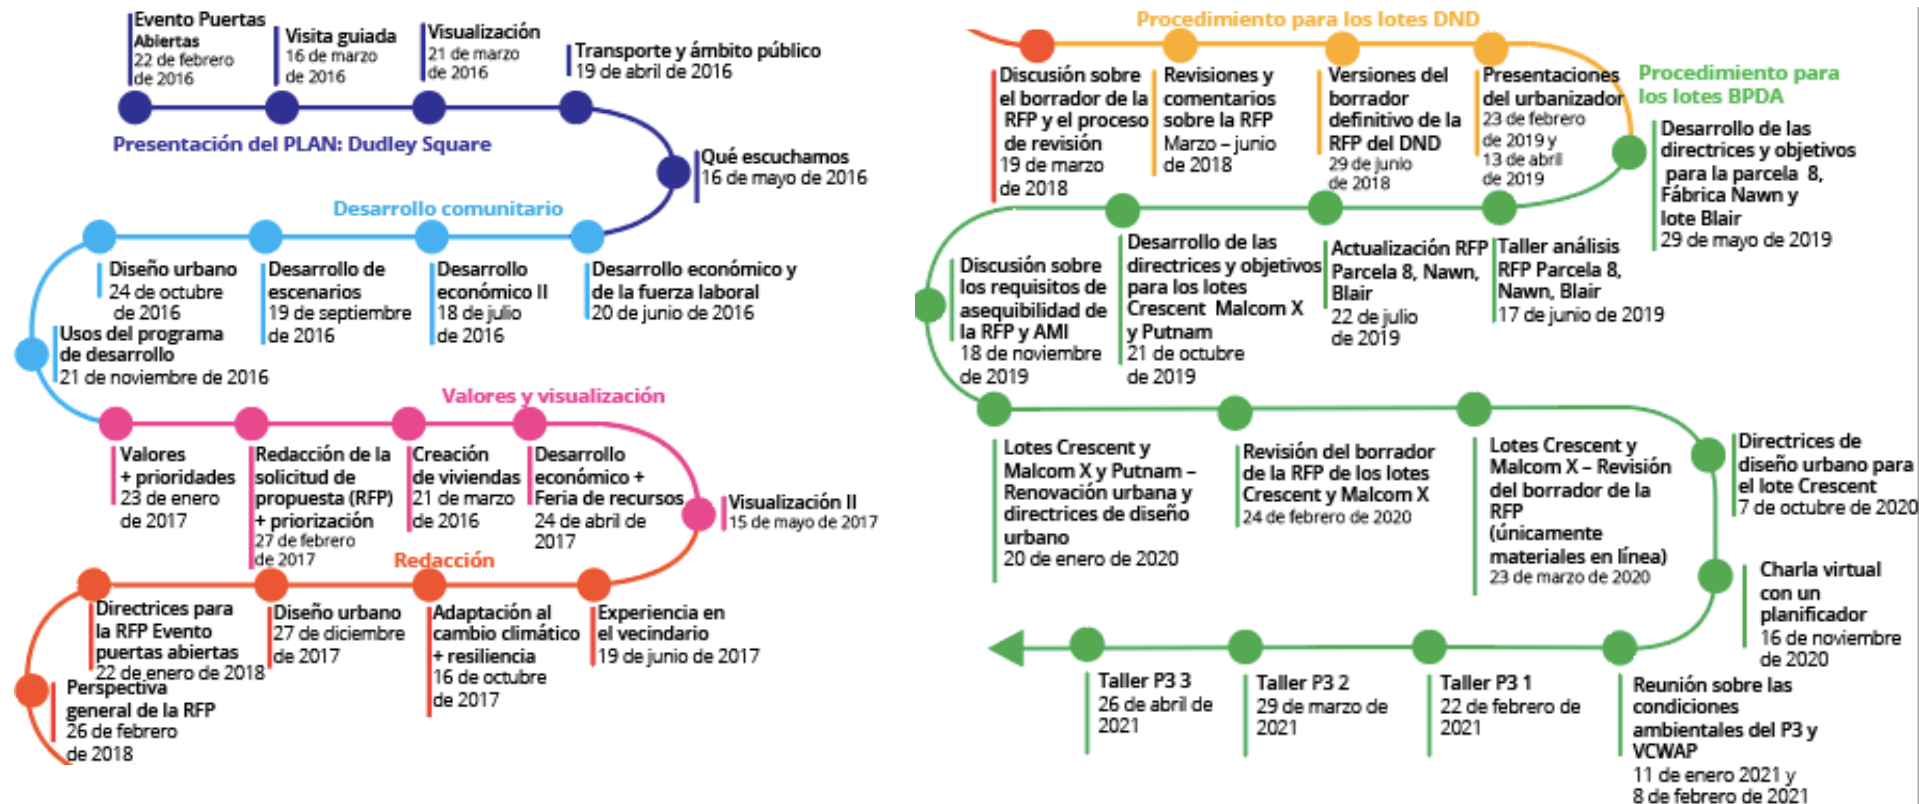 Evento Puertas
Abiertas
22 de febrero
de 2016
Visita guiada
16 de marzo
de 2016
Visualización
21 de marzo
de 2016
Transporte y ámbito público
19 de abril de 2016
Presentación del PLAN: Dudley Square
Qué escuchamos
16 de mayo de 2016
Desarrollo comunitario
Desarrollo económico y
de la fuerza laboral
20 de junio de 2016
Desarrollo
económico II
18 de julio
de 2016
Desarrollo de
escenarios
19 de septiembre
de 2016
Diseño urbano
24 de octubre
de 2016
Usos del programa
de desarrollo
21 de noviembre de 2016
Valores y visualización
Valores
+ prioridades
23 de enero
de 2017
Redacción de la
solicitud de
propuesta (RFP)
+ priorización
27 de febrero
de 2017
Creación
de viviendas
21 de marzo
de 2016
Desarrollo
económico +
Feria de recursos
24 de abril de
2017
Visualización II
15 de mayo de 2017
Redacción
Experiencia en
el vecindario
19 de junio de 2017
Adaptación al
cambio climático
+ resiliencia
16 de octubre
de 2017
Diseño urbano
27 de diciembre
de 2017
Directrices para
la RFP Evento
puertas abiertas
22 de enero de 2018
Perspectiva
general de la RFP
26 de febrero
de 2018
Procedimiento para los lotes DND
Discusión sobre
el borrador de la
RFP y el proceso
de revisión
19 de marzo
de 2018
Revisiones y
comentarios
sobre la RFP
Marzo – junio
de 2018
Versiones del
borrador
definitivo de la
RFP del DND
29 de junio
de 2018
Presentaciones
del urbanizador
23 de febrero
de 2019 y
13 de abril
de 2019
Procedimiento para
los lotes BPDA
Desarrollo de las
directrices y objetivos
para la parcela 8,
Fábrica Nawn y
lote Blair
29 de mayo de 2019
Taller análisis
RFP Parcela 8,
Nawn, Blair
17 de junio de 2019
Actualización RFP
Parcela 8, Nawn,
Blair
22 de julio
de 2019
Desarrollo de las
directrices y objetivos
para los lotes
Crescent Malcom X
y Putnam
21 de octubre
de 2019
Discusión sobre
los requisitos de
asequibilidad de
la RFP y AMI
18 de noviembre
de 2019
Lotes Crescent y
Malcom X y Putnam –
Renovación urbana y
directrices de diseño
urbano
20 de enero de 2020
Revisión del borrador
de la RFP de los lotes
Crescent y Malcom X
24 de febrero de 2020
Lotes Crescent y
Malcom X – Revisión
del borrador de la
RFP
(únicamente
materiales en línea)
23 de marzo de 2020
Directrices de
diseño urbano para
el lote Crescent
7 de octubre de 2020
Charla virtual
con un
planificador
16 de noviembre
de 2020
Reunión sobre las
condiciones
ambientales del P3 y
VCWAP
11 de enero 2021 y
8 de febrero de 2021
Taller P3 1
22 de febrero de
2021
Taller P3 2
29 de marzo de
2021
Taller P3 3
26 de abril de
2021